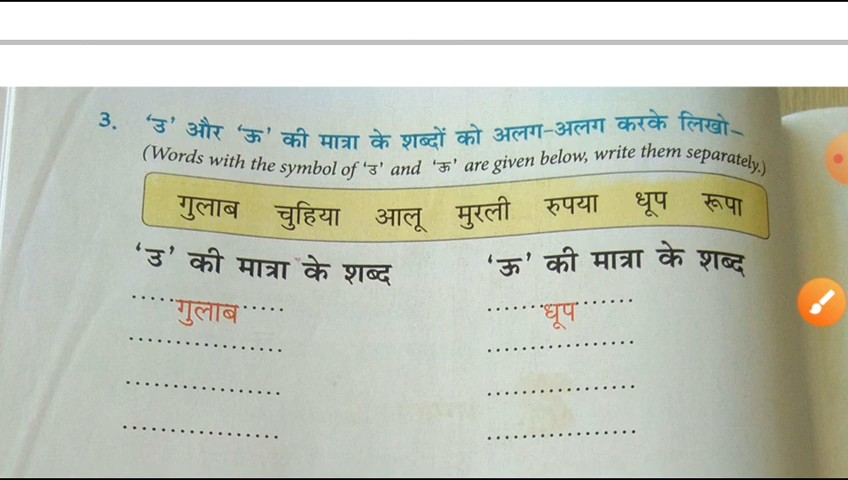 3. ‘उ’ और ‘ऊ’ की मात्रा के शब्दों को अलग-अलग करके लिखो–
(Words with the symbol of ‘उ’ and ‘ऊ’ are given below, write them separately.)
गुलाब चुहिया आलू मुरली रुपया धूप रूपा
‘उ’ की मात्रा के शब्द ‘ऊ’ की मात्रा के शब्द
गुलाब धूप